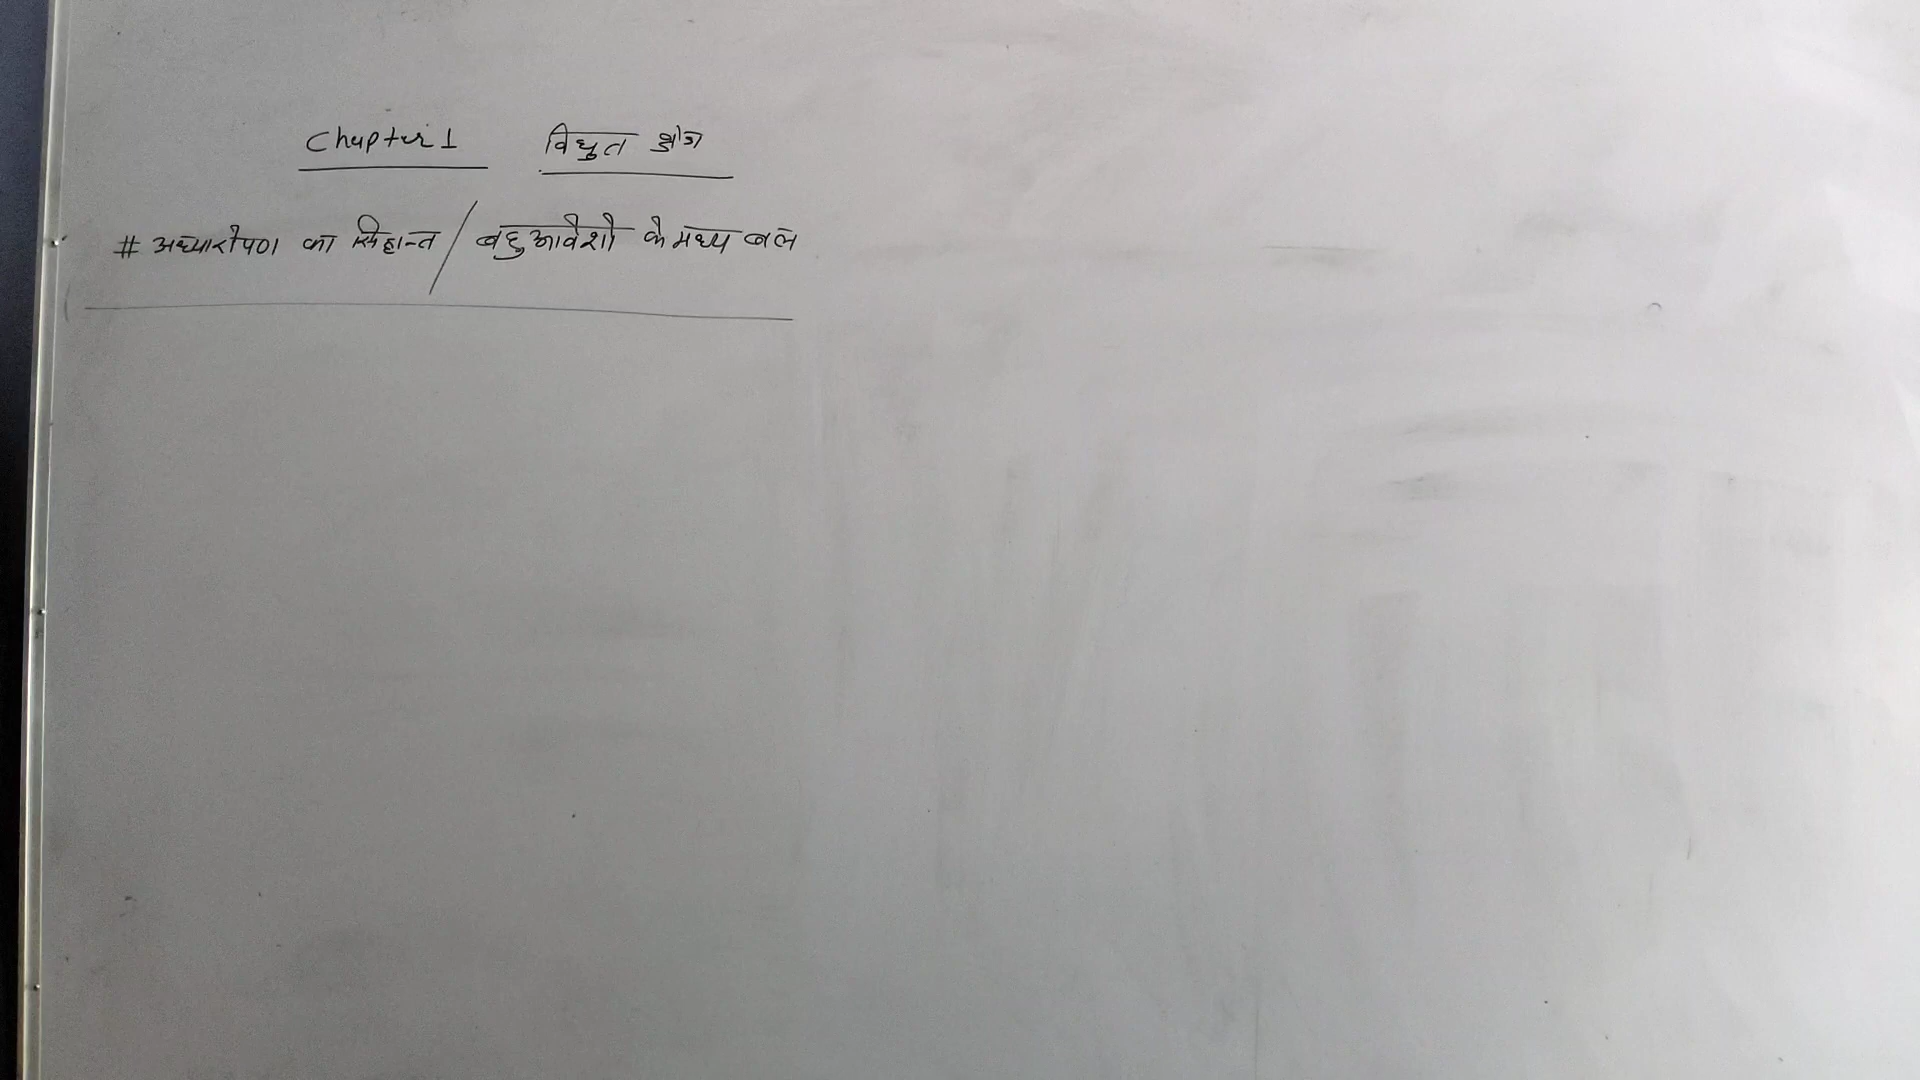 Chapter 1 विधुत क्षेत्र
# अध्यारोपण का सिद्धान्त / बहु आवेशो के मध्य बल